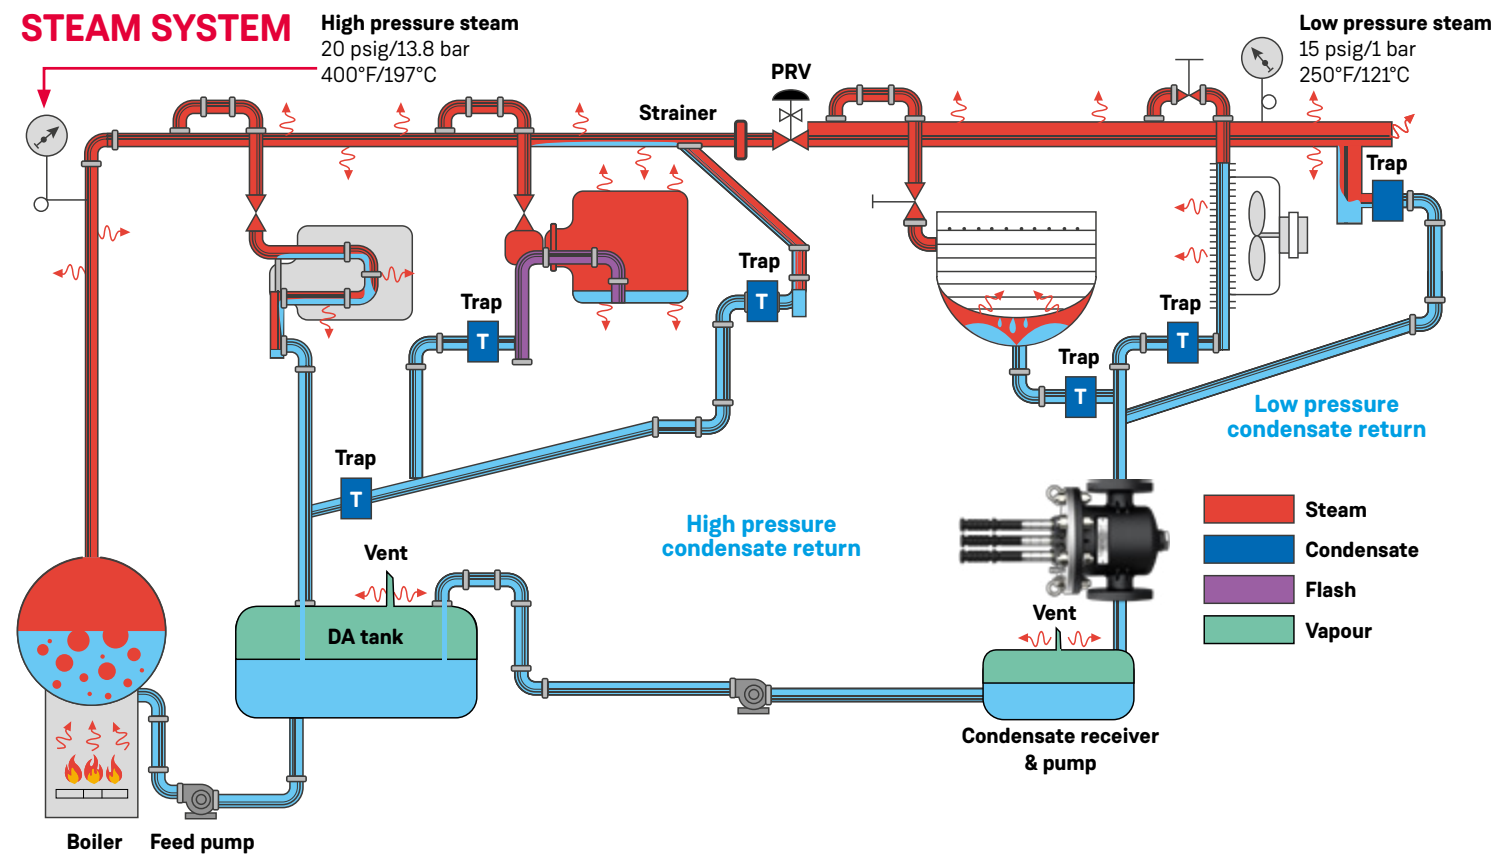 STEAM SYSTEM
High pressure steam
20 psig/13.8 bar
400°F/197°C
Low pressure steam
15 psig/1 bar
250°F/121°C
PRV
Strainer
Trap
Trap
T
Trap
T
Trap
T
Trap
T
Trap
T
Low pressure
condensate return
High pressure
condensate return
Vent
DA tank
Vent
Steam
Condensate
Flash
Vapour
Condensate receiver
& pump
Boiler
Feed pump